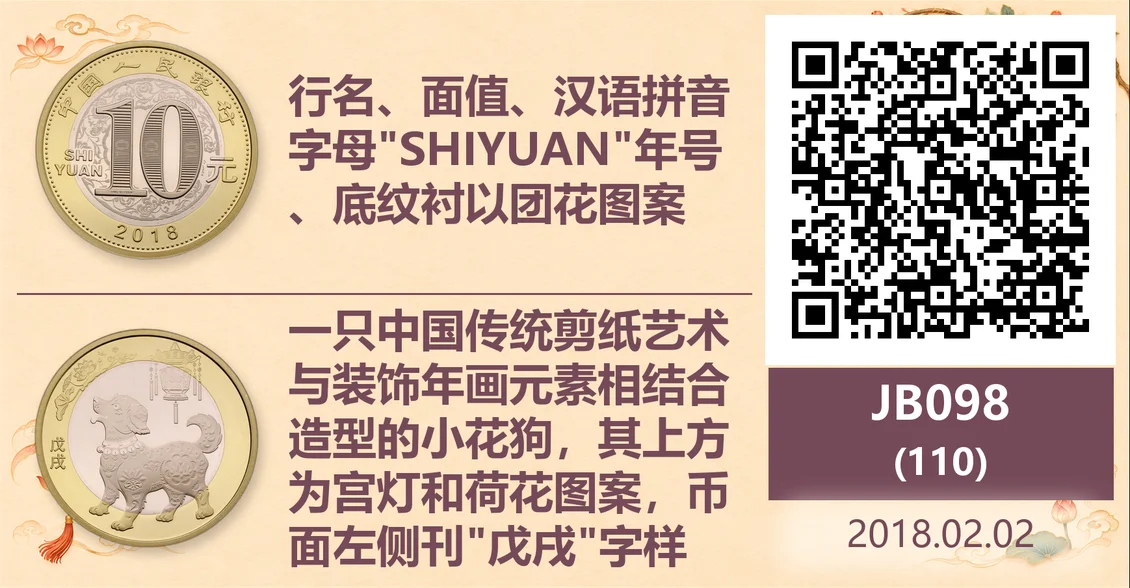 中国人民银行
10
元
SHI
YUAN
2018
行名、面值、汉语拼音
字母"SHIYUAN"年号
、底纹衬以团花图案
戊戌
一只中国传统剪纸艺术
与装饰年画元素相结合
造型的小花狗，其上方
为宫灯和荷花图案，币
面左侧刊"戊戌"字样
JB098
(110)
2018.02.02